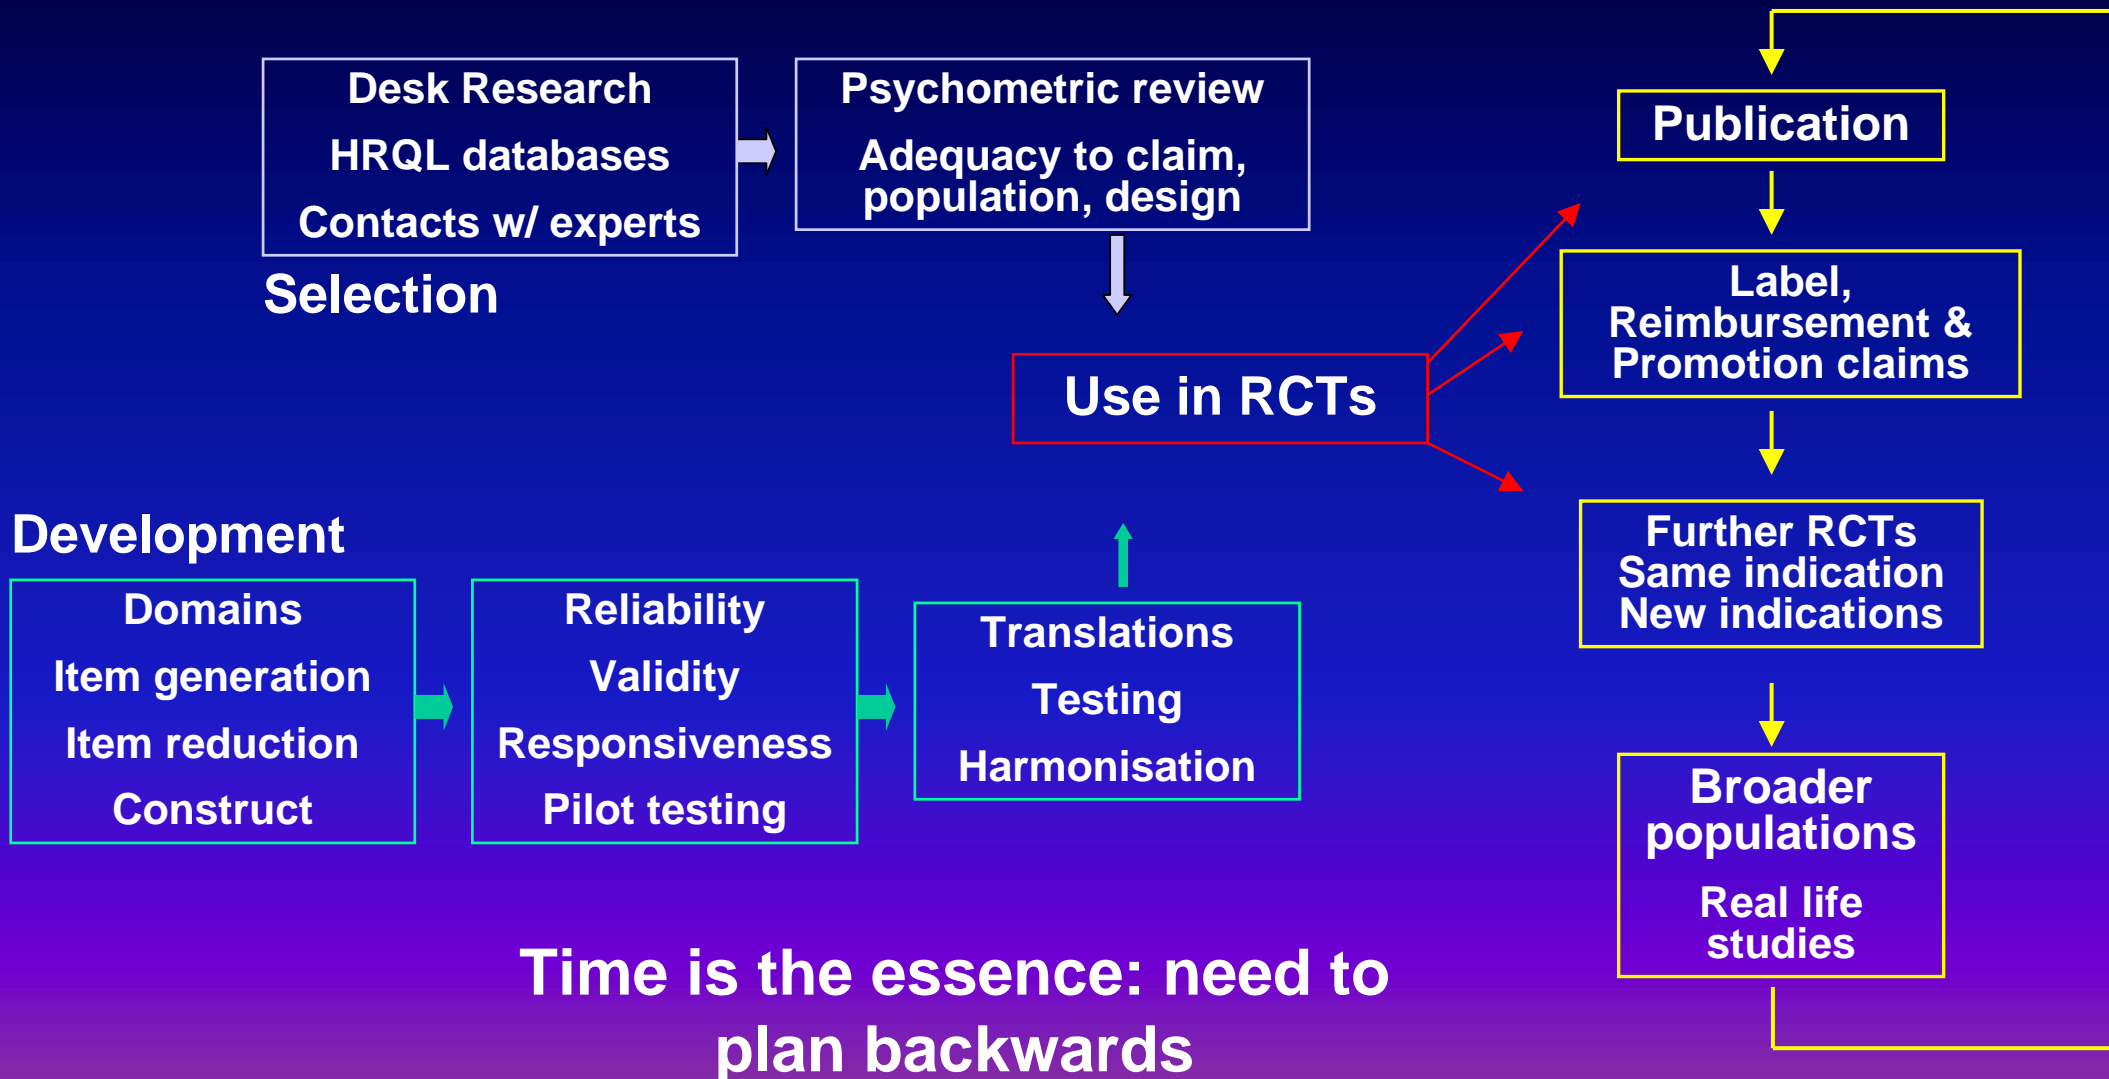 Desk Research
HRQL databases
Contacts w/ experts
Selection
Psychometric review
Adequacy to claim,
population, design
Use in RCTs
Development
Domains
Item generation
Item reduction
Construct
Reliability
Validity
Responsiveness
Pilot testing
Translations
Testing
Harmonisation
Publication
Label,
Reimbursement &
Promotion claims
Further RCTs
Same indication
New indications
Broader
populations
Real life
studies
Time is the essence: need to
plan backwards